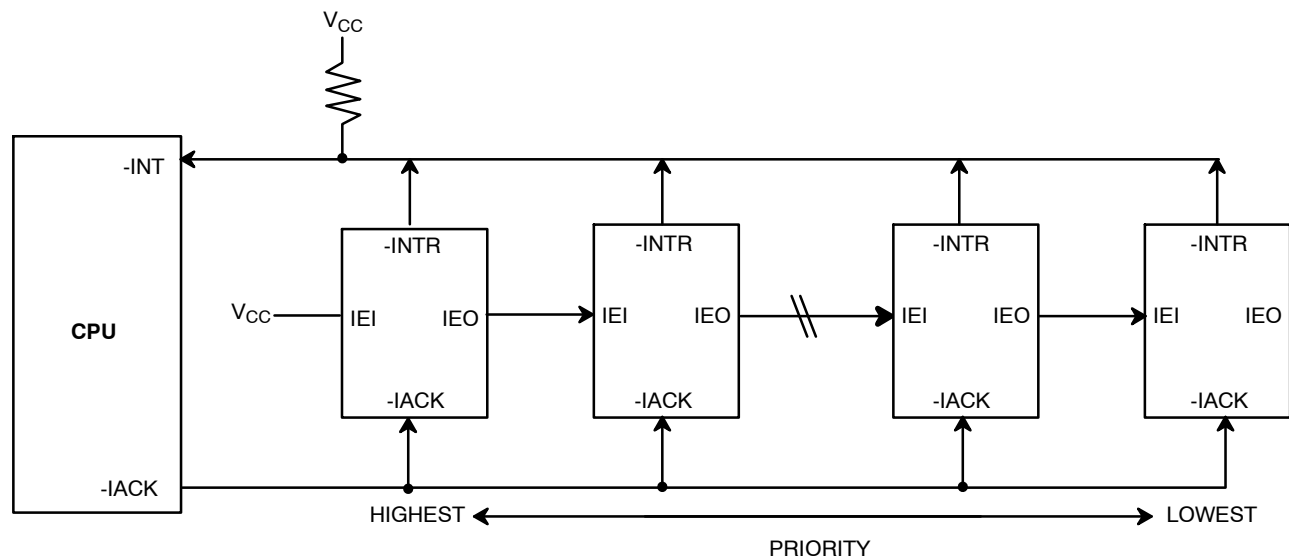 VCC
-INT
-INTR
-INTR
-INTR
-INTR
VCC
IEI
IEO
IEI
IEO
IEI
IEO
IEI
IEO
CPU
-IACK
-IACK
-IACK
-IACK
-IACK
HIGHEST
LOWEST
PRIORITY